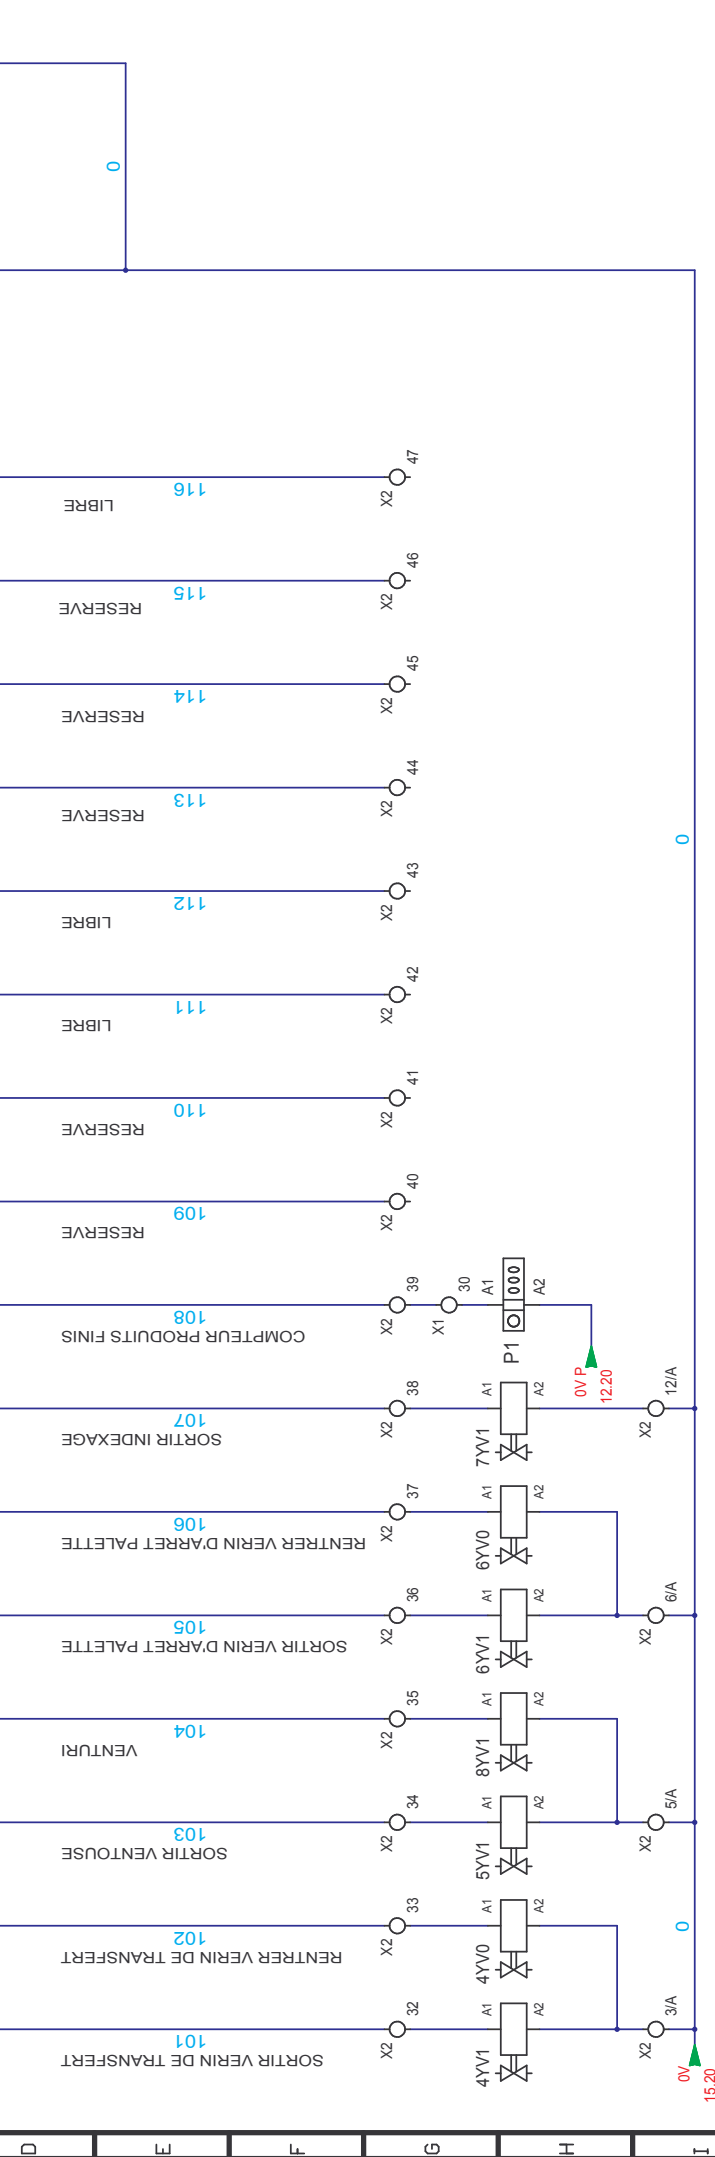 0
47
X2
116
LIBRE
46
X2
115
RESERVE
45
X2
114
RESERVE
44
X2
113
RESERVE
0
43
X2
112
LIBRE
42
X2
111
LIBRE
41
X2
110
RESERVE
40
X2
109
RESERVE
39
30
A1
000
A2
X2
X1
108
COMPTEUR PRODUITS FINIS
P1
0V P
12.20
38
A1
A2
12/A
X2
X2
107
SORTIR INDEXAGE
7YV1
37
A1
A2
X2
106
RENTRER VERIN D'ARRET PALETTE
6YV0
36
A1
A2
6/A
X2
X2
105
SORTIR VERIN D'ARRET PALETTE
6YV1
35
A1
A2
X2
104
VENTURI
8YV1
34
A1
A2
5/A
X2
X2
103
SORTIR VENTOUSE
5YV1
33
A1
A2
X2
0
102
RENTRER VERIN DE TRANSFERT
4YV0
32
A1
A2
3/A
X2
X2
101
SORTIR VERIN DE TRANSFERT
4YV1
0V
15.20
D
E
F
G
H
I